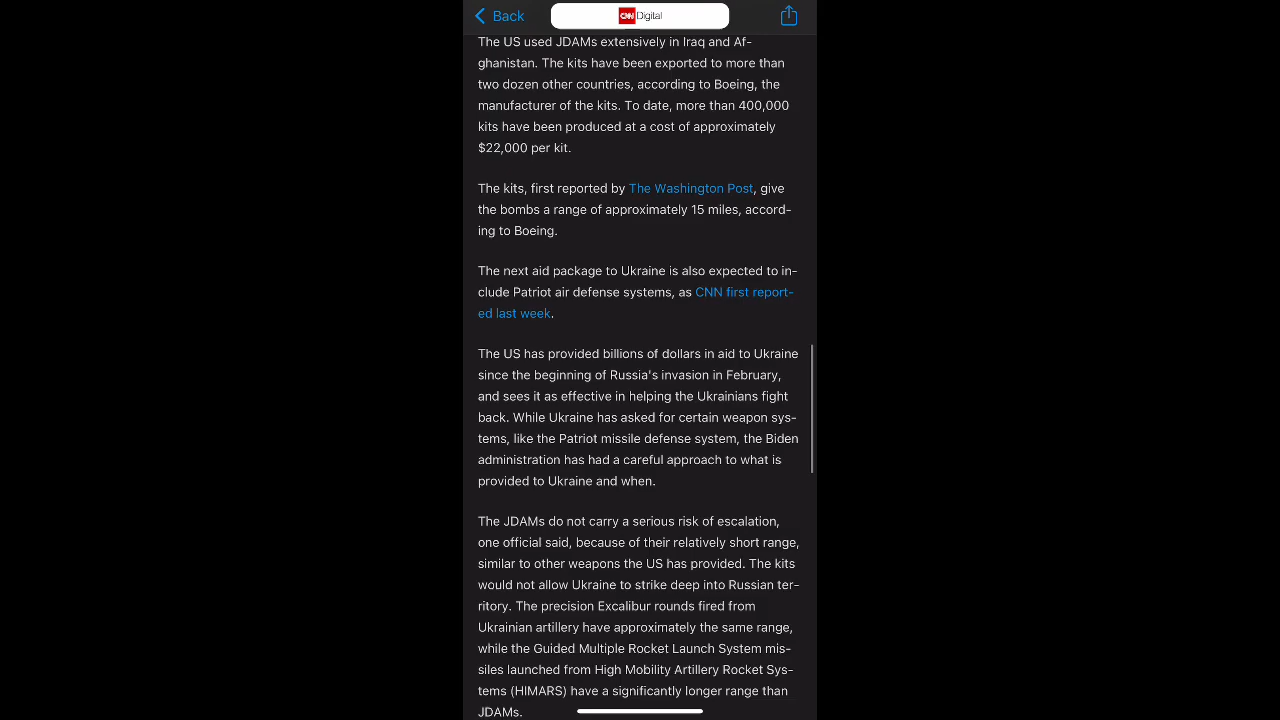 Back
CNN Digital
The US used JDAMs extensively in Iraq and Af-
ghanistan. The kits have been exported to more than
two dozen other countries, according to Boeing, the
manufacturer of the kits. To date, more than 400,000
kits have been produced at a cost of approximately
$22,000 per kit.
The kits, first reported by The Washington Post, give
the bombs a range of approximately 15 miles, accord-
ing to Boeing.
The next aid package to Ukraine is also expected to in-
clude Patriot air defense systems, as CNN first report-
ed last week.
The US has provided billions of dollars in aid to Ukraine
since the beginning of Russia's invasion in February,
and sees it as effective in helping the Ukrainians fight
back. While Ukraine has asked for certain weapon sys-
tems, like the Patriot missile defense system, the Biden
administration has had a careful approach to what is
provided to Ukraine and when.
The JDAMs do not carry a serious risk of escalation,
one official said, because of their relatively short range,
similar to other weapons the US has provided. The kits
would not allow Ukraine to strike deep into Russian ter-
ritory. The precision Excalibur rounds fired from
Ukrainian artillery have approximately the same range,
while the Guided Multiple Rocket Launch System mis-
siles launched from High Mobility Artillery Rocket Sys-
tems (HIMARS) have a significantly longer range than
JDAMs.